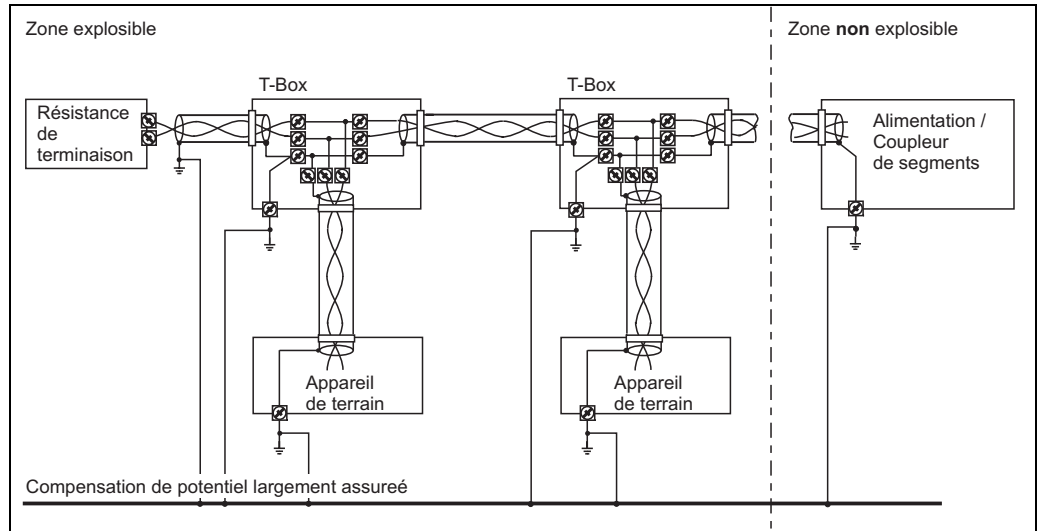 Zone explosible
Zone non explosible
T-Box
T-Box
Résistance
de
terminaison
Alimentation /
Coupleur
de segments
Appareil
de terrain
Appareil
de terrain
Compensation de potentiel largement assureé